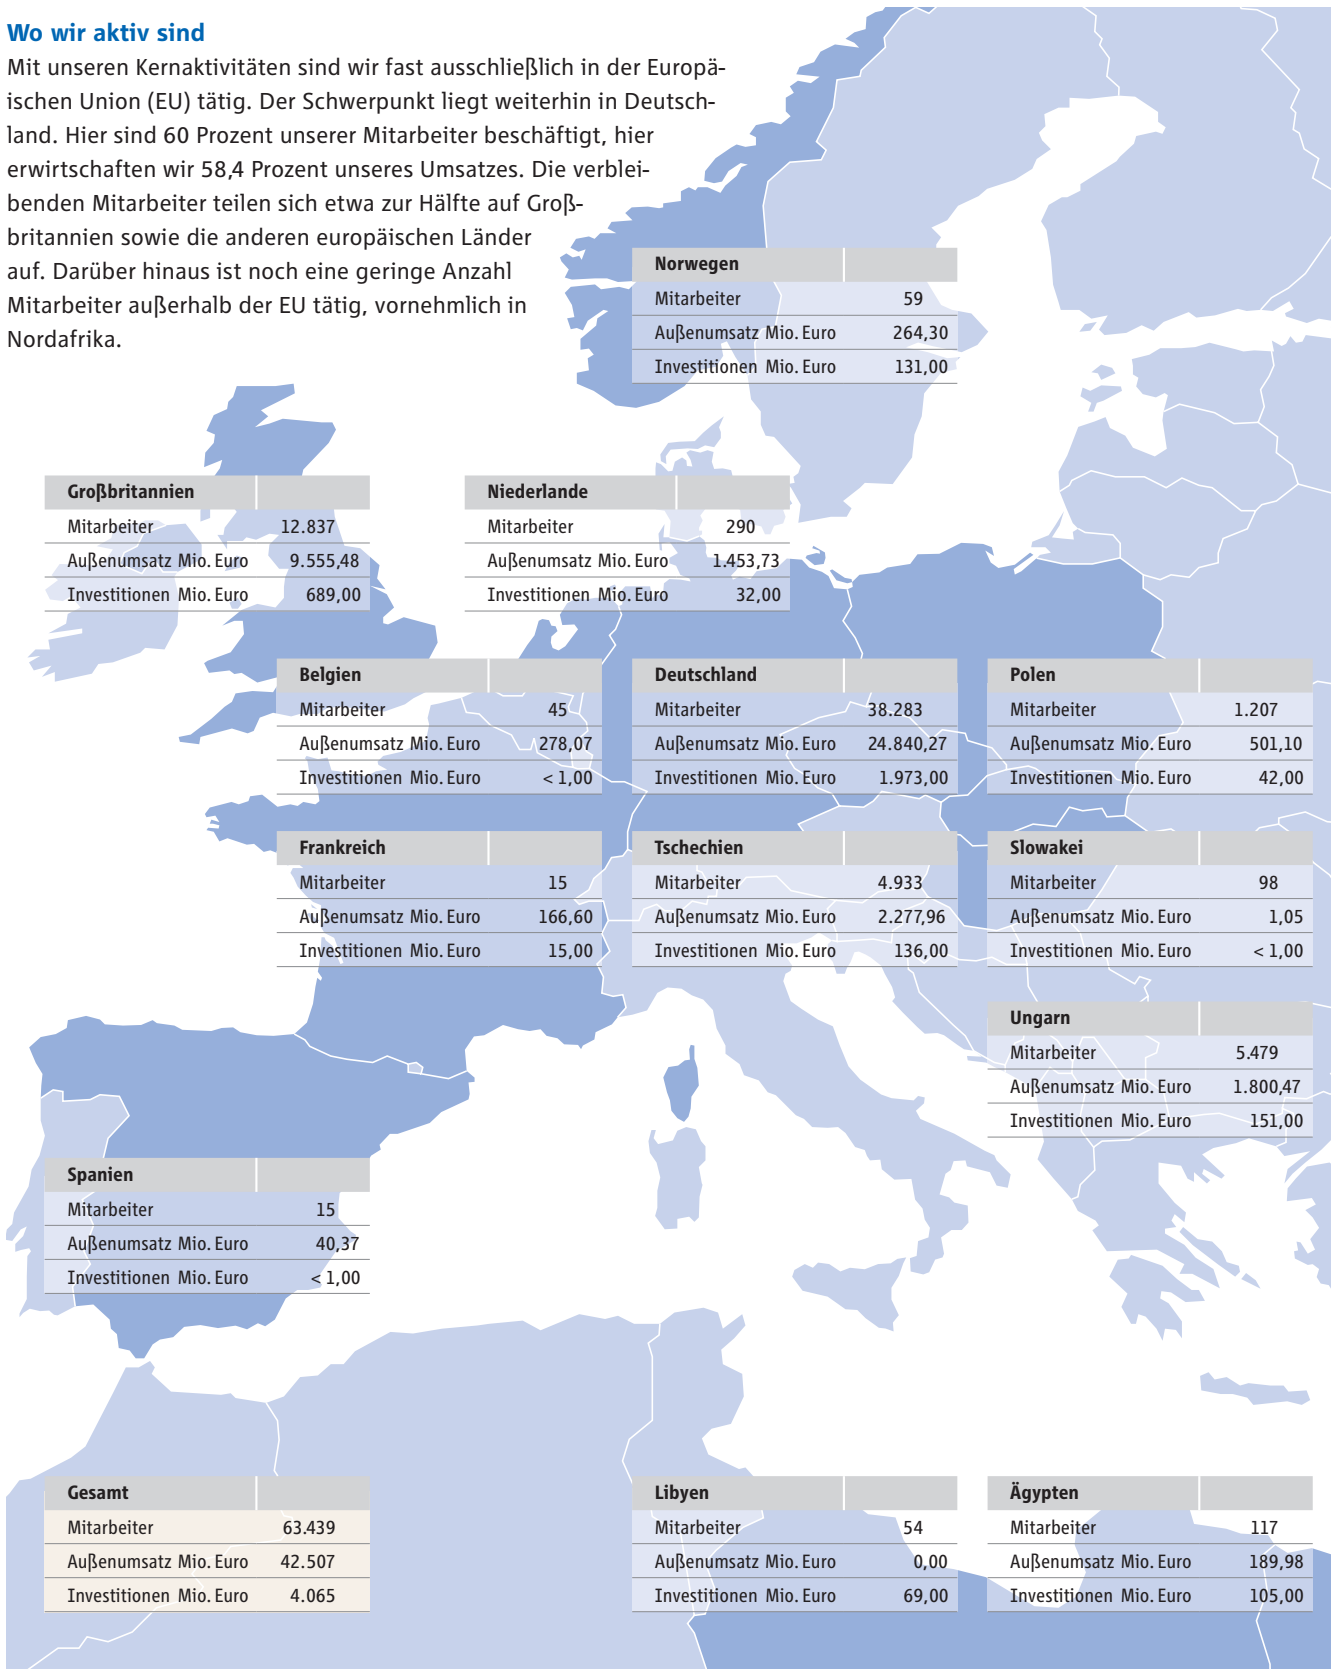 Wo wir aktiv sind
Mit unseren Kernaktivitäten sind wir fast ausschließlich in der Europä-
ischen Union (EU) tätig. Der Schwerpunkt liegt weiterhin in Deutsch-
land. Hier sind 60 Prozent unserer Mitarbeiter beschäftigt, hier
erwirtschaften wir 58,4 Prozent unseres Umsatzes. Die verblei-
benden Mitarbeiter teilen sich etwa zur Hälfte auf Groß-
britannien sowie die anderen europäischen Länder
auf. Darüber hinaus ist noch eine geringe Anzahl
Mitarbeiter außerhalb der EU tätig, vornehmlich in
Nordafrika.
Norwegen
Mitarbeiter 59
Außenumsatz Mio. Euro 264,30
Investitionen Mio. Euro 131,00
Großbritannien
Mitarbeiter 12.837
Außenumsatz Mio. Euro 9.555,48
Investitionen Mio. Euro 689,00
Niederlande
Mitarbeiter 290
Außenumsatz Mio. Euro 1.453,73
Investitionen Mio. Euro 32,00
Belgien
Mitarbeiter 45
Außenumsatz Mio. Euro 278,07
Investitionen Mio. Euro < 1,00
Deutschland
Mitarbeiter 38.283
Außenumsatz Mio. Euro 24.840,27
Investitionen Mio. Euro 1.973,00
Polen
Mitarbeiter 1.207
Außenumsatz Mio. Euro 501,10
Investitionen Mio. Euro 42,00
Frankreich
Mitarbeiter 15
Außenumsatz Mio. Euro 166,60
Investitionen Mio. Euro 15,00
Tschechien
Mitarbeiter 4.933
Außenumsatz Mio. Euro 2.277,96
Investitionen Mio. Euro 136,00
Slowakei
Mitarbeiter 98
Außenumsatz Mio. Euro 1,05
Investitionen Mio. Euro < 1,00
Ungarn
Mitarbeiter 5.479
Außenumsatz Mio. Euro 1.800,47
Investitionen Mio. Euro 151,00
Spanien
Mitarbeiter 15
Außenumsatz Mio. Euro 40,37
Investitionen Mio. Euro < 1,00
Gesamt
Mitarbeiter 63.439
Außenumsatz Mio. Euro 42.507
Investitionen Mio. Euro 4.065
Libyen
Mitarbeiter 54
Außenumsatz Mio. Euro 0,00
Investitionen Mio. Euro 69,00
Ägypten
Mitarbeiter 117
Außenumsatz Mio. Euro 189,98
Investitionen Mio. Euro 105,00